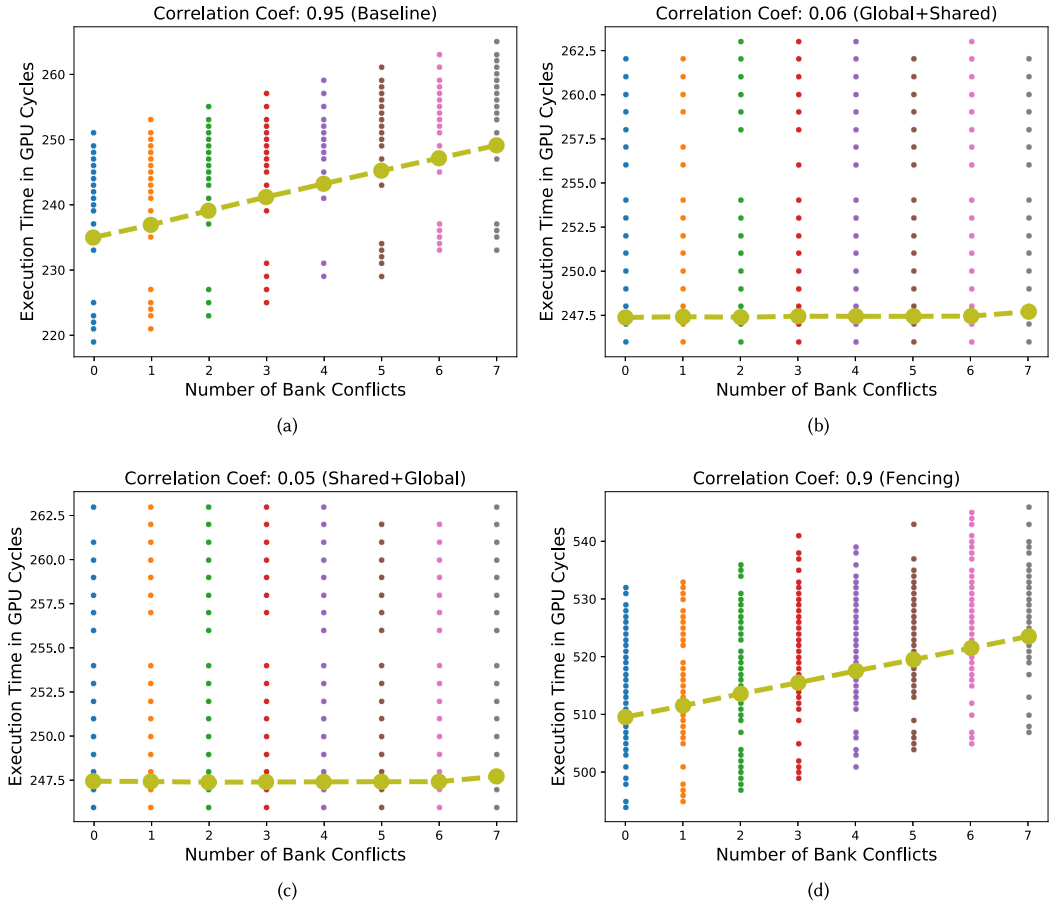 Correlation Coef: 0.95 (Baseline)
Execution Time in GPU Cycles
260
250
240
230
220
0 1 2 3 4 5 6 7
Number of Bank Conflicts
(a)
Correlation Coef: 0.06 (Global+Shared)
Execution Time in GPU Cycles
262.5
260.0
257.5
255.0
252.5
250.0
247.5
0 1 2 3 4 5 6 7
Number of Bank Conflicts
(b)
Correlation Coef: 0.05 (Shared+Global)
Execution Time in GPU Cycles
262.5
260.0
257.5
255.0
252.5
250.0
247.5
0 1 2 3 4 5 6 7
Number of Bank Conflicts
(c)
Correlation Coef: 0.9 (Fencing)
Execution Time in GPU Cycles
540
530
520
510
500
0 1 2 3 4 5 6 7
Number of Bank Conflicts
(d)